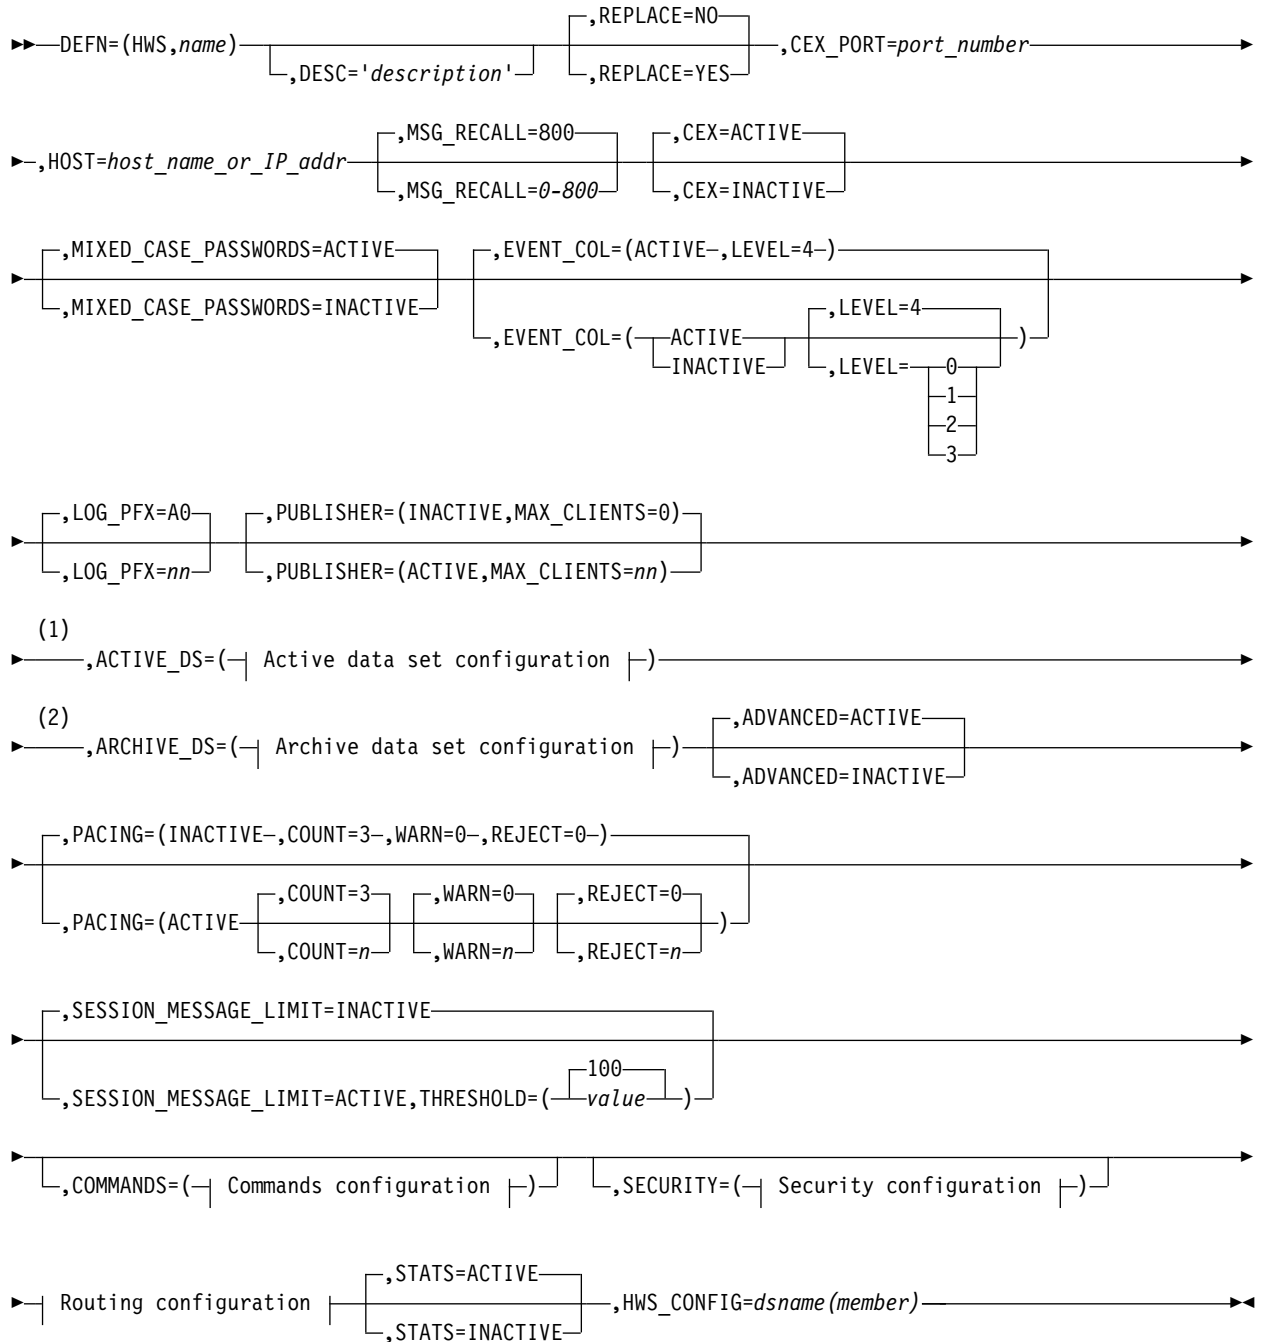 ,REPLACE=NO
DEFN=(HWS,name) ,CEX_PORT=port_number
,DESC='description' ,REPLACE=YES
,MSG_RECALL=800 ,CEX=ACTIVE
,HOST=host_name_or_IP_addr
,MSG_RECALL=0-800 ,CEX=INACTIVE
,MIXED_CASE_PASSWORDS=ACTIVE ,EVENT_COL=(ACTIVE ,LEVEL=4 )
,MIXED_CASE_PASSWORDS=INACTIVE ,LEVEL=4
,EVENT_COL=( ACTIVE )
INACTIVE ,LEVEL= 0
1
2
3
,LOG_PFX=A0 ,PUBLISHER=(INACTIVE,MAX_CLIENTS=0)
,LOG_PFX=nn ,PUBLISHER=(ACTIVE,MAX_CLIENTS=nn)
(1)
,ACTIVE_DS=( Active data set configuration )
(2) ,ADVANCED=ACTIVE
,ARCHIVE_DS=( Archive data set configuration )
,ADVANCED=INACTIVE
,PACING=(INACTIVE ,COUNT=3 ,WARN=0 ,REJECT=0 )
,COUNT=3 ,WARN=0 ,REJECT=0
,PACING=(ACTIVE )
,COUNT=n ,WARN=n ,REJECT=n
,SESSION_MESSAGE_LIMIT=INACTIVE
100
,SESSION_MESSAGE_LIMIT=ACTIVE,THRESHOLD=( value )
,COMMANDS=( Commands configuration ) ,SECURITY=( Security configuration )
,STATS=ACTIVE
Routing configuration ,HWS_CONFIG=dsname(member)
,STATS=INACTIVE